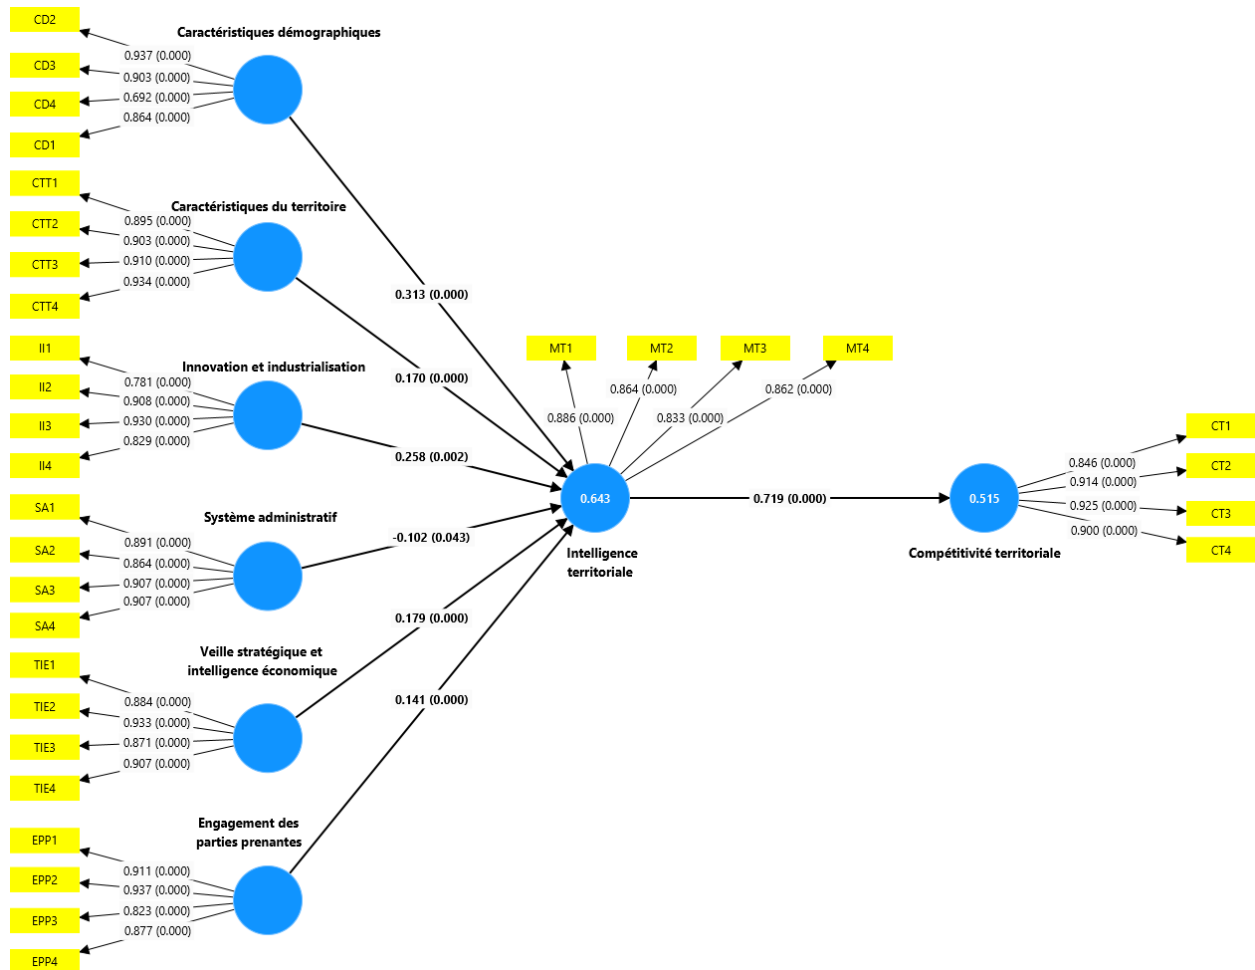 CD2
CD3
CD4
CD1
Caractéristiques démographiques
0.937 (0.000)
0.903 (0.000)
0.692 (0.000)
0.864 (0.000)
CTT1
CTT2
CTT3
CTT4
Caractéristiques du territoire
0.895 (0.000)
0.903 (0.000)
0.910 (0.000)
0.934 (0.000)
II1
II2
II3
II4
Innovation et industrialisation
0.781 (0.000)
0.908 (0.000)
0.930 (0.000)
0.829 (0.000)
SA1
SA2
SA3
SA4
Système administratif
0.891 (0.000)
0.864 (0.000)
0.907 (0.000)
0.907 (0.000)
TIE1
TIE2
TIE3
TIE4
Veille stratégique et
intelligence économique
0.884 (0.000)
0.933 (0.000)
0.871 (0.000)
0.907 (0.000)
EPP1
EPP2
EPP3
EPP4
Engagement des
parties prenantes
0.911 (0.000)
0.937 (0.000)
0.823 (0.000)
0.877 (0.000)
0.313 (0.000)
0.170 (0.000)
0.258 (0.002)
-0.102 (0.043)
0.179 (0.000)
0.141 (0.000)
MT1
MT2
MT3
MT4
0.886 (0.000)
0.864 (0.000)
0.833 (0.000)
0.862 (0.000)
0.643
Intelligence
territoriale
0.719 (0.000)
0.515
Compétitivité territoriale
0.846 (0.000)
0.914 (0.000)
0.925 (0.000)
0.900 (0.000)
CT1
CT2
CT3
CT4